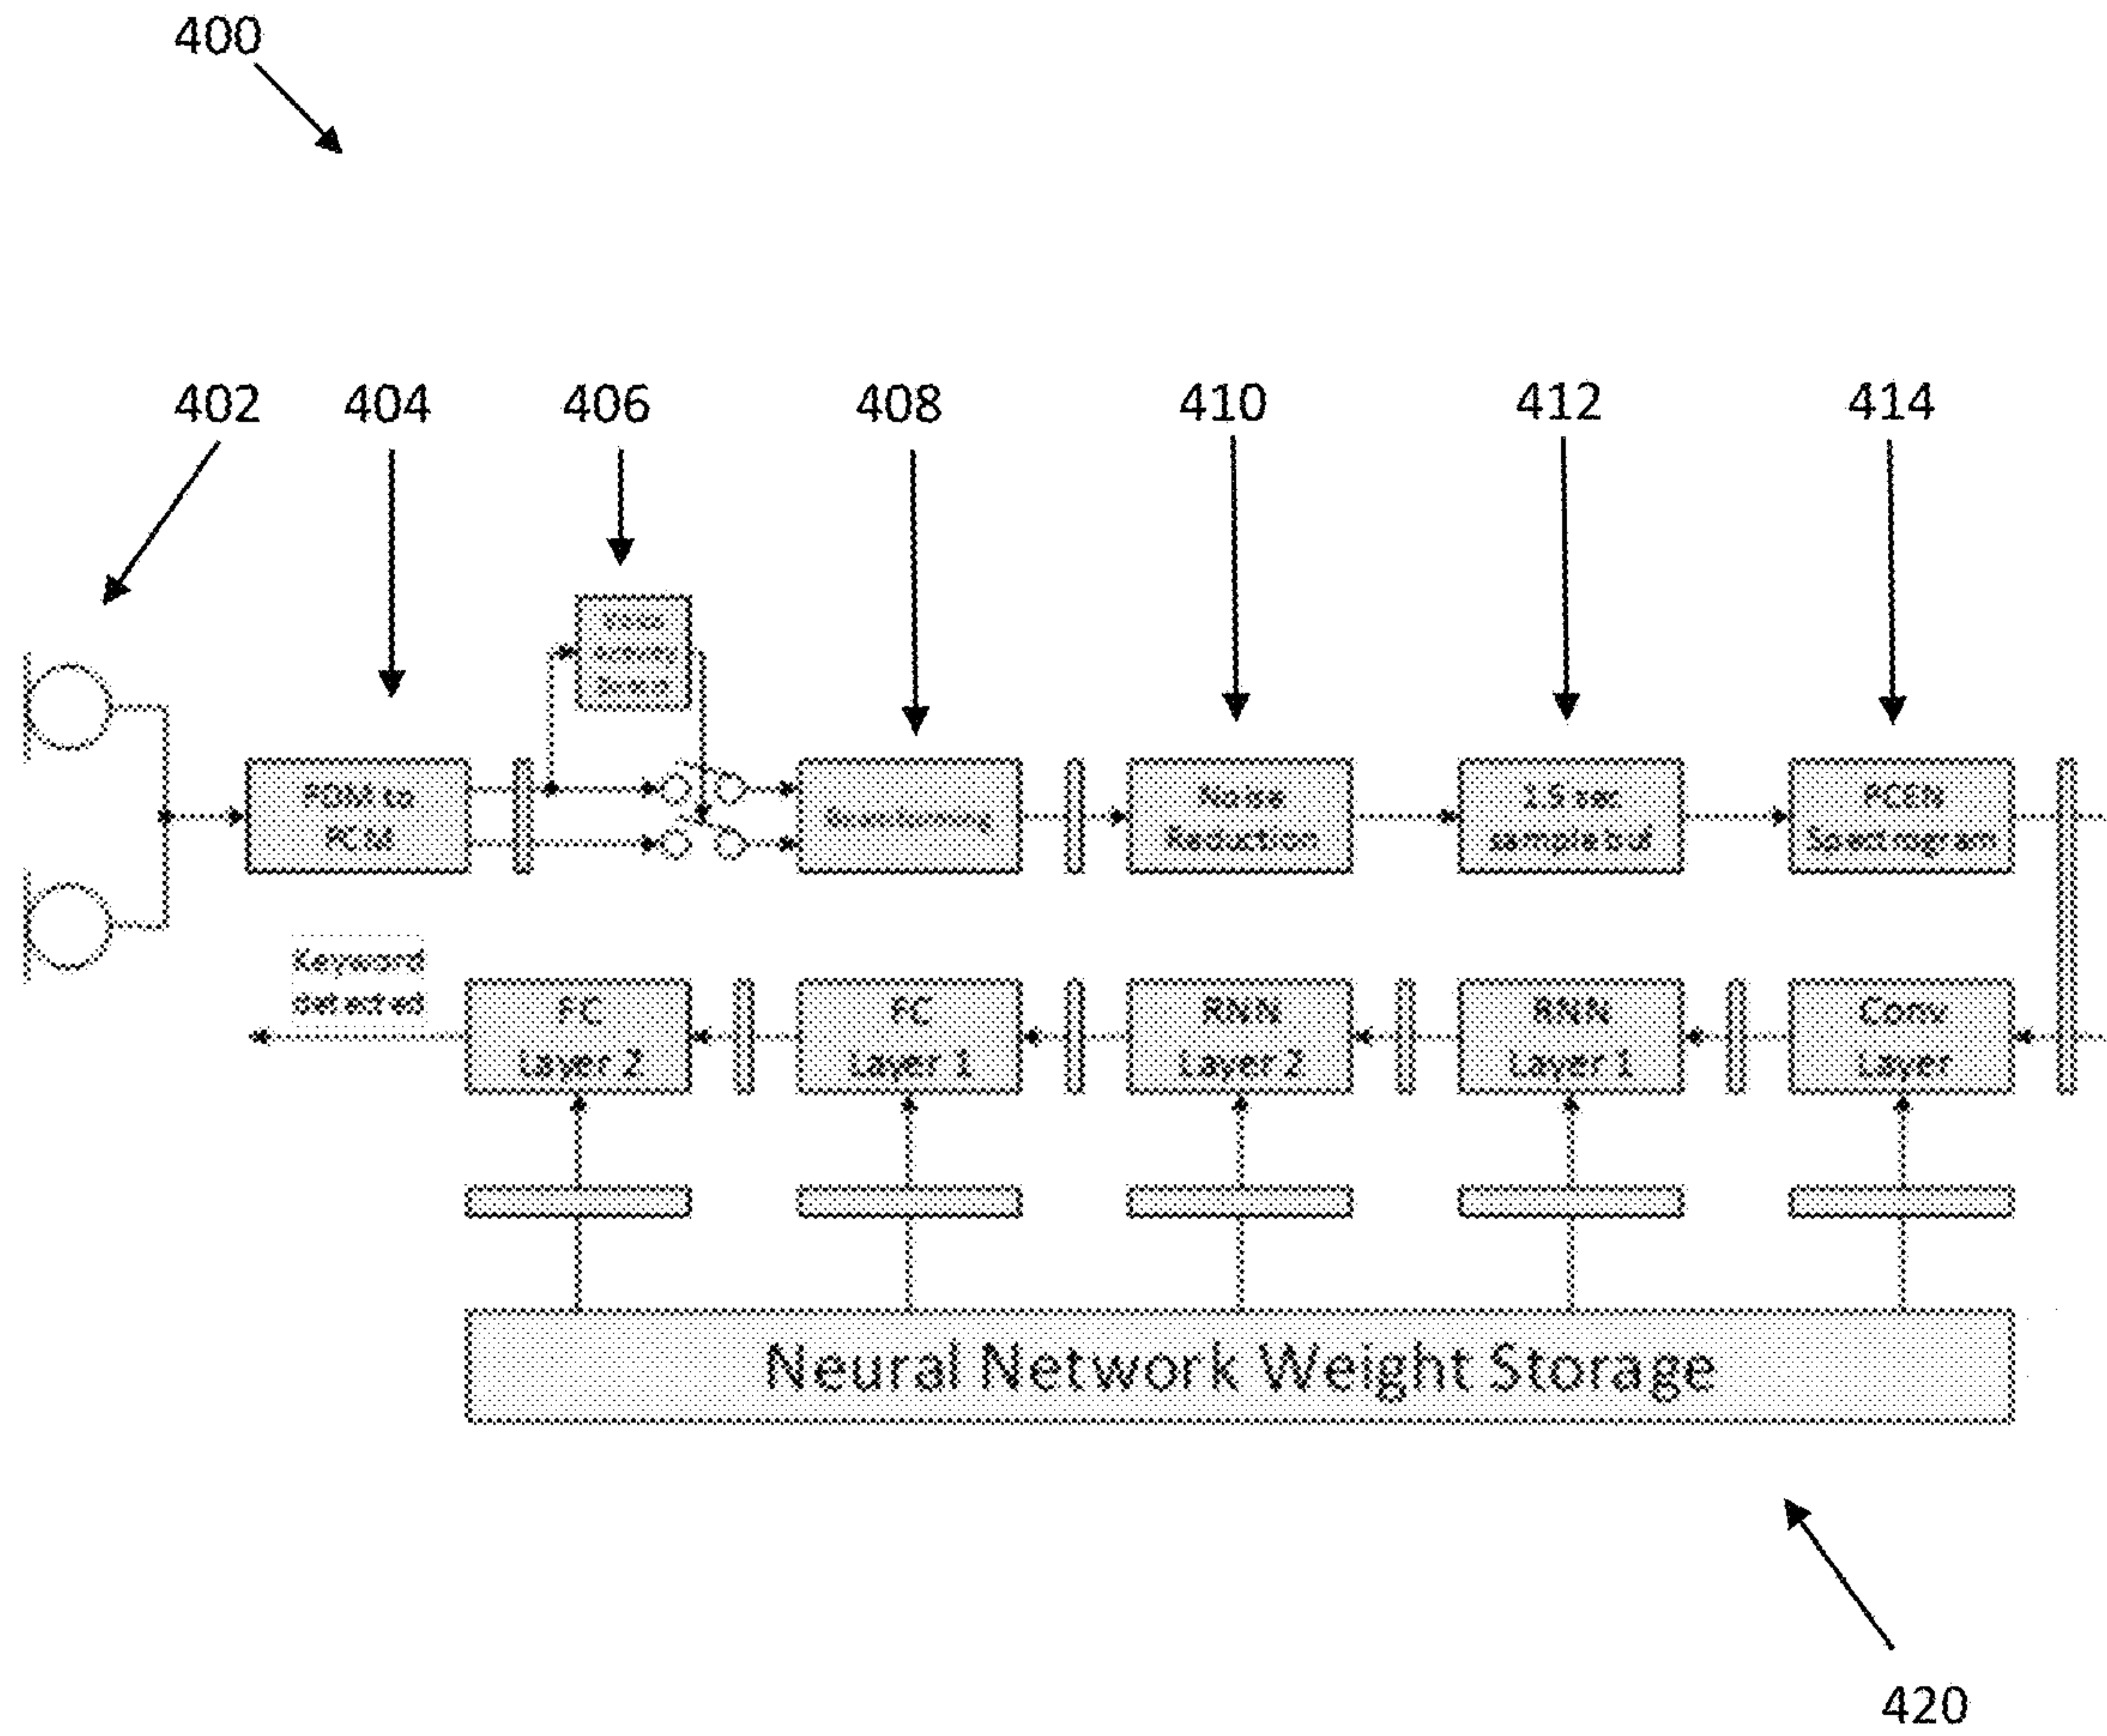 400
402
404
406
408
410
412
414
PDM to
PCM
Noise
Reduction
1.5 sec
sample buf
PCEN
Spectrogram
Keyword
detected
FC
Layer 2
FC
Layer 1
RNN
Layer 2
RNN
Layer 1
Conv
Layer
Neural Network Weight Storage
420